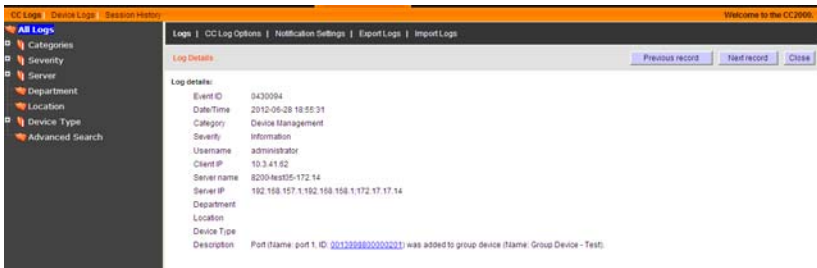 CC Logs | Device Logs | Session History
Welcome to the CC2000,
All Logs
Categories
Severity
Server
Department
Location
Device Type
Advanced Search
Logs | CC Log Options | Notification Settings | Export Logs | Import Logs
Log Details
Previous record Next record Close
Log details:
Event ID 0430094
Date/Time 2012-06-28 18:55:31
Category Device Management
Severity Information
Username administrator
Client IP 10.3.41.62
Server name 8200-test05-172.14
Server IP 192.168.157.1;192.168.158.1;172.17.17.14
Department
Location
Device Type
Description Port (Name: port 1, ID: 0013998800000201) was added to group device (Name: Group Device - Test).